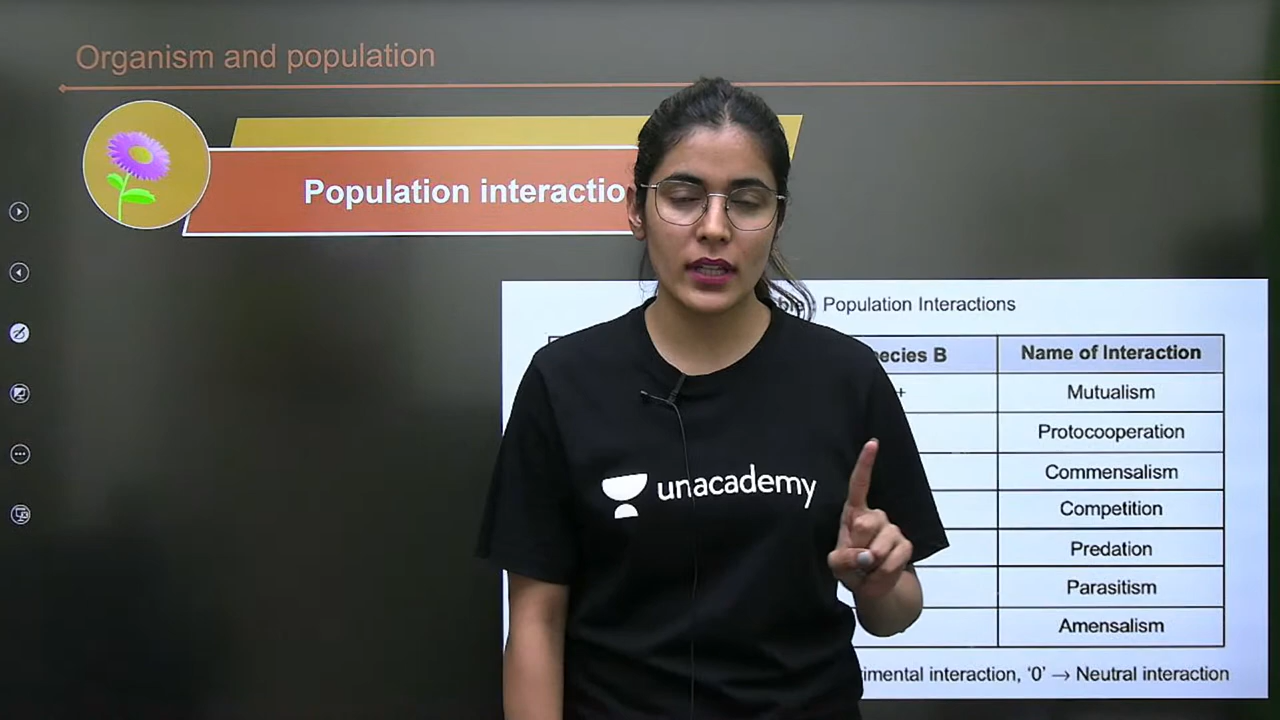 Organism and population
Population interactio
Population Interactions
ecies B
Name of Interaction
+
Mutualism
Protocooperation
Commensalism
Competition
Predation
Parasitism
Amensalism
imental interaction, ‘0’ → Neutral interaction
unacademy